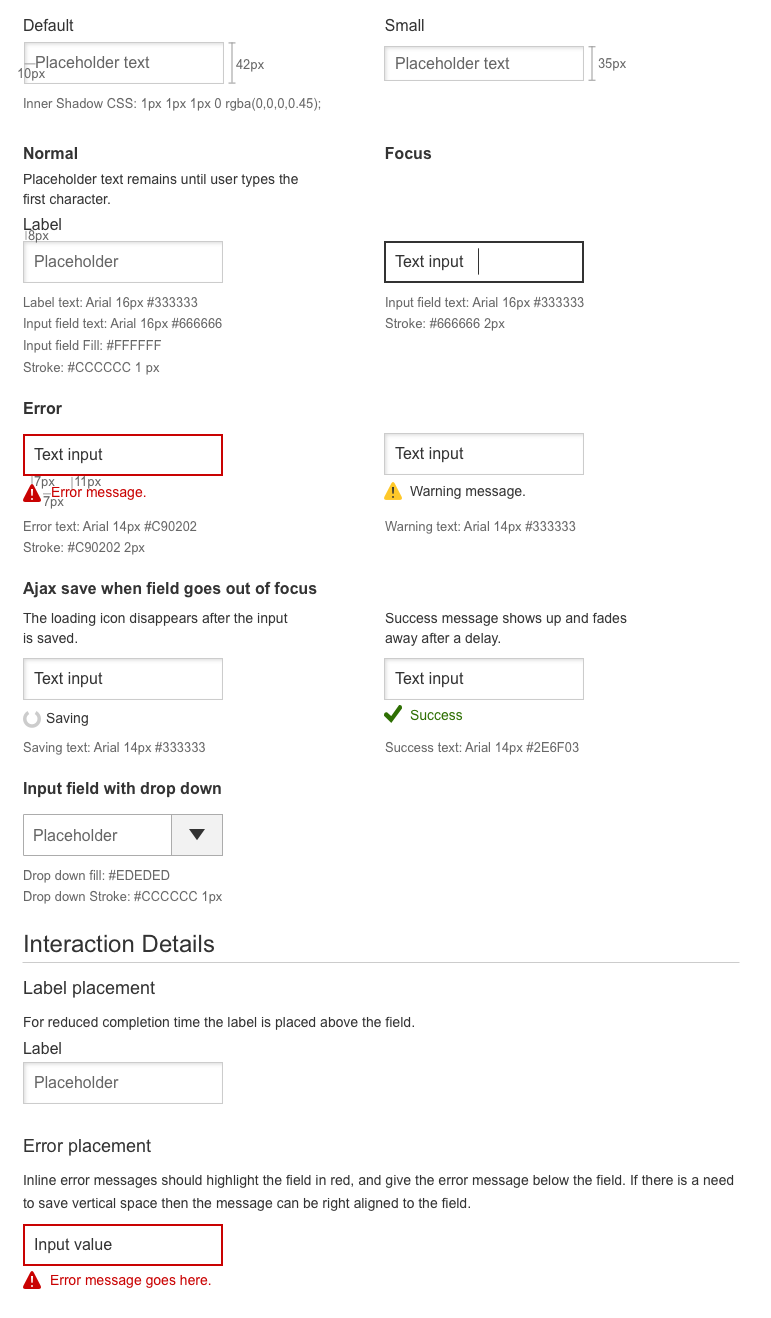 Default
Small
Placeholder text
42px
10px
Placeholder text
35px
Inner Shadow CSS: 1px 1px 1px 0 rgba(0,0,0,0.45);
Normal
Focus
Placeholder text remains until user types the
first character.
Label
8px
Placeholder
Text input
Label text: Arial 16px #333333
Input field text: Arial 16px #666666
Input field Fill: #FFFFFF
Stroke: #CCCCCC 1 px
Input field text: Arial 16px #333333
Stroke: #666666 2px
Error
Text input
Text input
7px
11px
Error message.
7px
Warning message.
Error text: Arial 14px #C90202
Stroke: #C90202 2px
Warning text: Arial 14px #333333
Ajax save when field goes out of focus
The loading icon disappears after the input
is saved.
Success message shows up and fades
away after a delay.
Text input
Text input
Saving
Success
Saving text: Arial 14px #333333
Success text: Arial 14px #2E6F03
Input field with drop down
Placeholder
Drop down fill: #EDEDED
Drop down Stroke: #CCCCCC 1px
Interaction Details
Label placement
For reduced completion time the label is placed above the field.
Label
Placeholder
Error placement
Inline error messages should highlight the field in red, and give the error message below the field. If there is a need
to save vertical space then the message can be right aligned to the field.
Input value
Error message goes here.